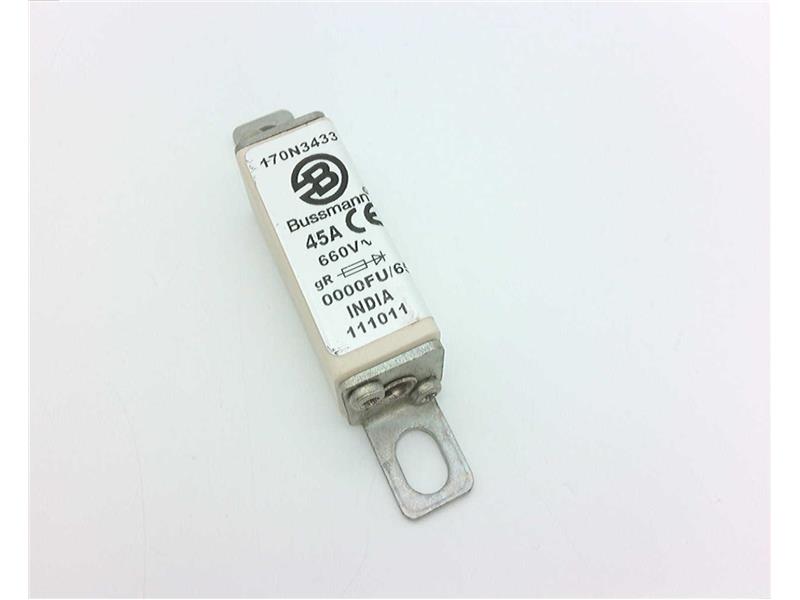 170N3433
B
Bussmann
45A CE
660V~
gR
0000FU/6
INDIA
111011